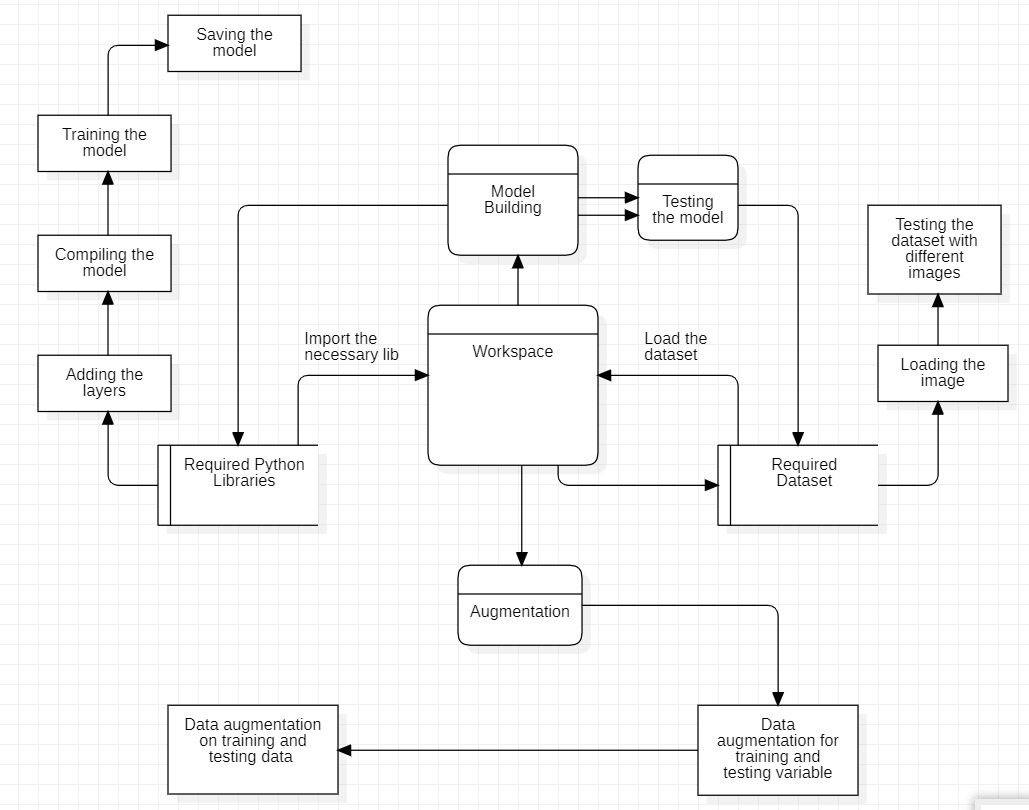 Saving the
model
Training the
model
Compiling the
model
Adding the
layers
Model
Building
Testing
the model
Testing the
dataset with
different
images
Import the
necessary lib
Workspace
Load the
dataset
Loading the
image
Required Python
Libraries
Required
Dataset
Augmentation
Data augmentation
on training and
testing data
Data
augmentation for
training and
testing variable